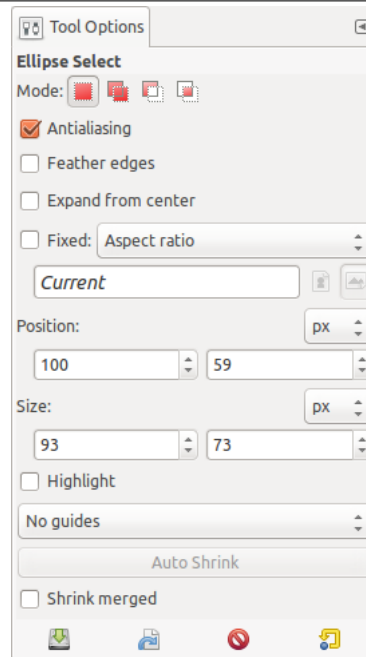 Tool Options
Ellipse Select
Mode:
Antialiasing
Feather edges
Expand from center
Fixed: Aspect ratio
Current
Position: px
100 59
Size: px
93 73
Highlight
No guides
Auto Shrink
Shrink merged